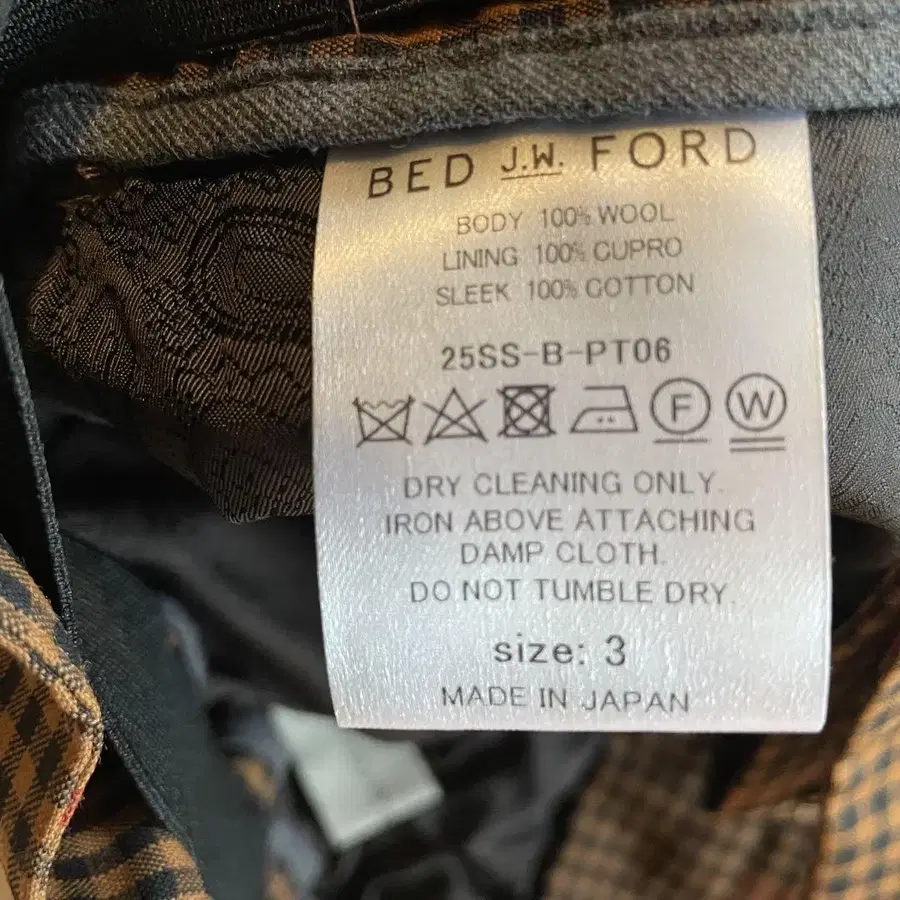 BED J.W. FORD
BODY 100% WOOL
LINING 100% CUPRO
SLEEK 100% COTTON
25SS-B-PT06
F W
DRY CLEANING ONLY.
IRON ABOVE ATTACHING
DAMP CLOTH.
DO NOT TUMBLE DRY.
size: 3
MADE IN JAPAN